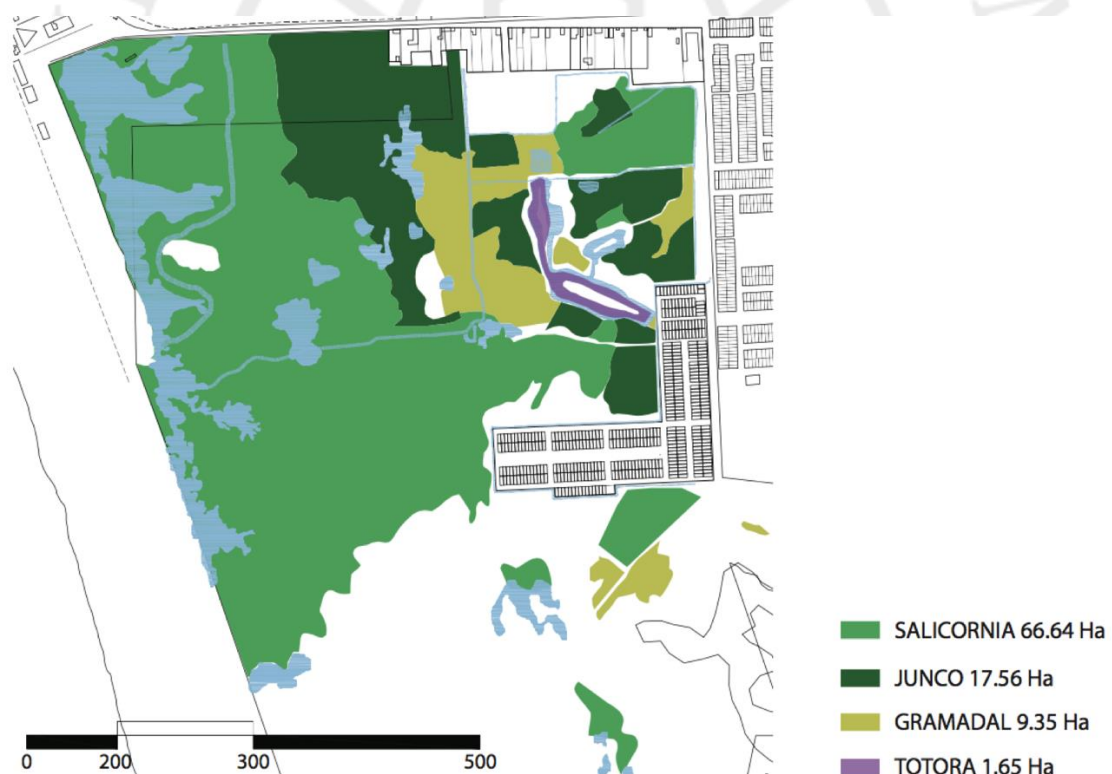 SALICORNIA 66.64 Ha
JUNCO 17.56 Ha
GRAMADAL 9.35 Ha
TOTORA 1.65 Ha
0 200 300 500